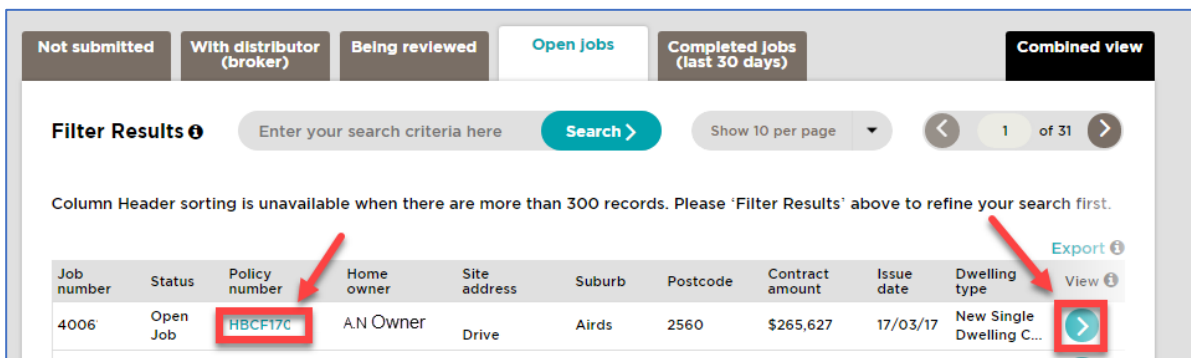 Not submitted
With distributor
(broker)
Being reviewed
Open jobs
Completed jobs
(last 30 days)
Combined view
Filter Results
Enter your search criteria here
Search
Show 10 per page
1 of 31
Column Header sorting is unavailable when there are more than 300 records. Please ‘Filter Results’ above to refine your search first.
Export
Job number Status Policy number Home owner Site address Suburb Postcode Contract amount Issue date Dwelling type View
4006 Open Job HBCF17C A.N Owner Drive Airds 2560 $265,627 17/03/17 New Single Dwelling C...